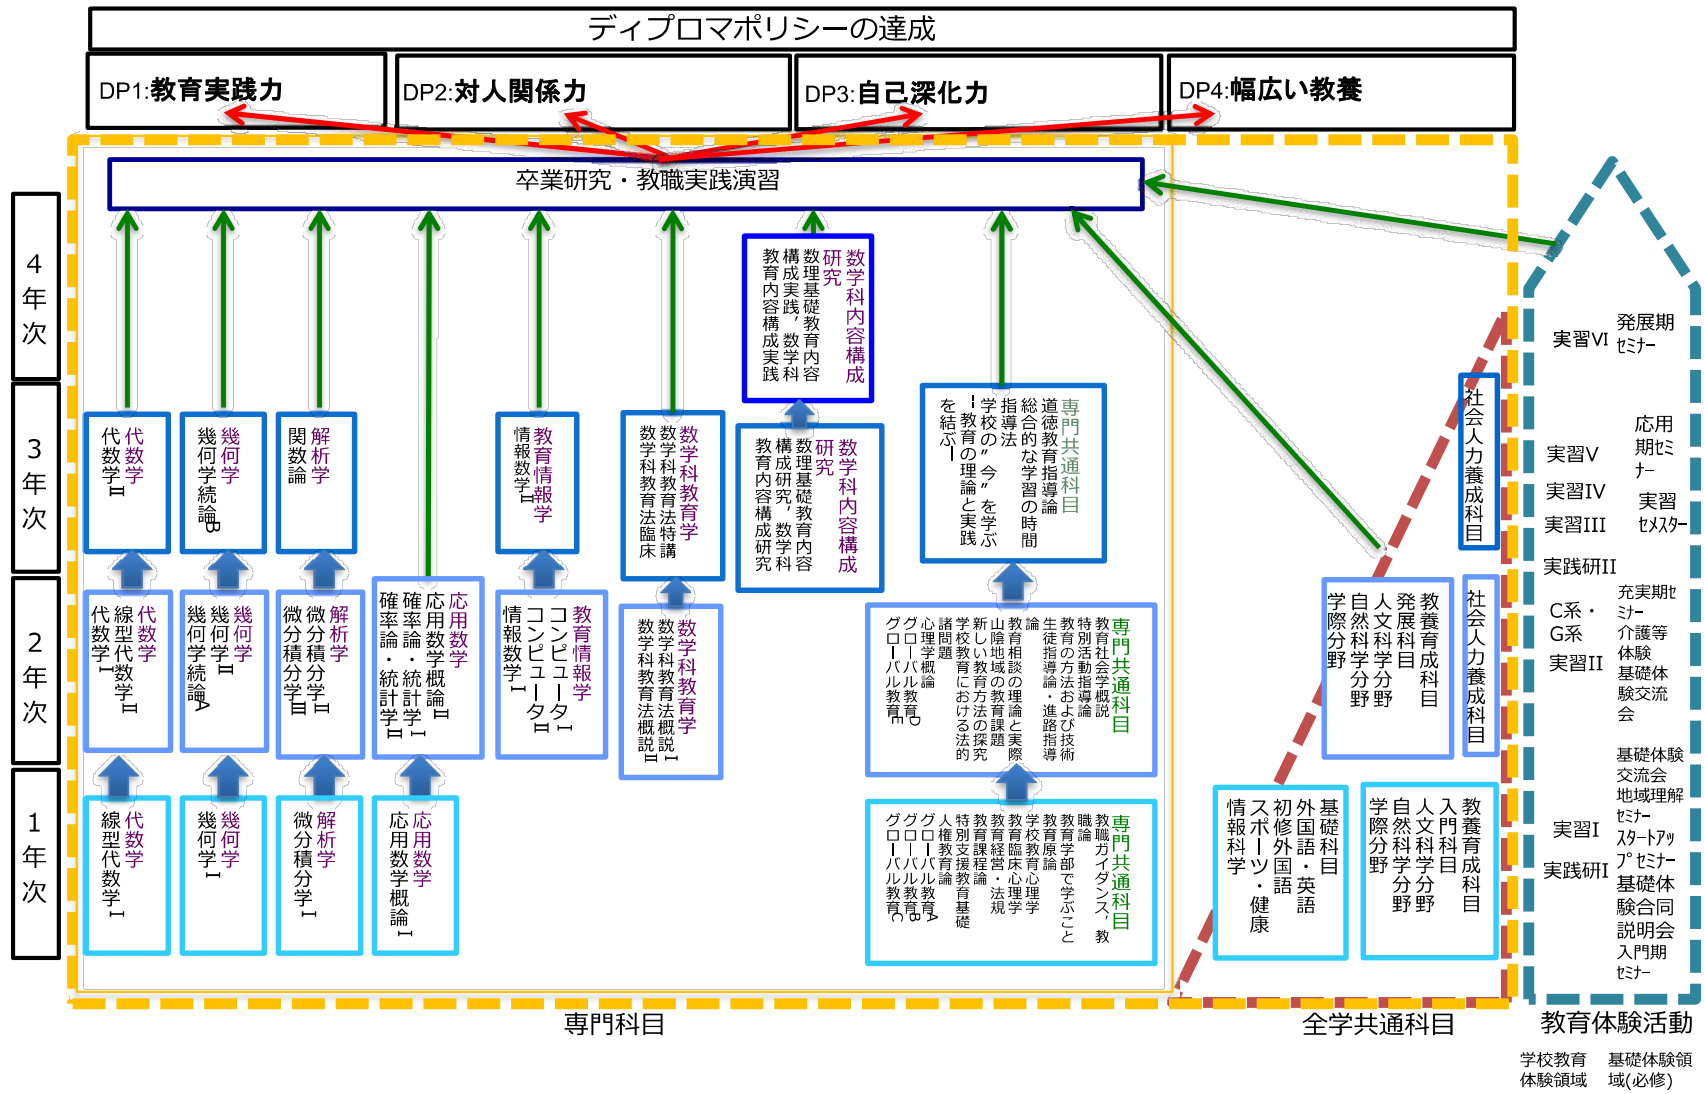 ディプロマポリシーの達成
DP1:教育実践力
DP2:対人関係力
DP3:自己深化力
DP4:幅広い教養
卒業研究・教職実践演習
4年次
数学科内容構成
研究
数理基礎教育内容
構成実践，数学科
教育内容構成実践
3年次
代数学
代数学Ⅱ
幾何学
幾何学続論B
解析学
関数論
教育情報学
情報数学Ⅱ
数学科教育学
数学科教育法特講
数学科教育法臨床
数学科内容構成
研究
数理基礎教育内容
構成研究，数学科
教育内容構成研究
専門共通科目
道徳教育指導論
総合的な学習の時間
指導法
学校の“今”を学ぶ
ー教育の理論と実践
を結ぶー
社会人力養成科目
2年次
代数学
線型代数学Ⅱ
代数学Ⅰ
幾何学
幾何学Ⅱ
幾何学続論A
解析学
微分積分学Ⅱ
微分積分学Ⅲ
応用数学
応用数学概論Ⅱ
確率論・統計学Ⅰ
確率論・統計学Ⅱ
教育情報学
コンピュータⅠ
コンピュータⅡ
情報数学Ⅰ
数学科教育学
数学科教育法概説Ⅰ
数学科教育法概説Ⅱ
専門共通科目
教育社会学概説
特別活動指導論
教育の方法および技術
生徒指導論・進路指導
論
教育相談の理論と実際
山陰地域の教育課題
新しい教育方法の探究
学校教育における法的
諸問題
心理学概論
グローバル教育D
グローバル教育E
教養育成科目
発展科目
人文科学分野
自然科学分野
学際分野
社会人力養成科目
1年次
代数学
線型代数学Ⅰ
幾何学
幾何学Ⅰ
解析学
微分積分学Ⅰ
応用数学
応用数学概論Ⅰ
専門共通科目
教職ガイダンス，教
職論
教育学部で学ぶこと
教育原論
学校教育心理学
教育臨床心理学
教育経営・法規
教育課程論
特別支援教育基礎
人権教育論
グローバル教育A
グローバル教育B
グローバル教育C
基礎科目
外国語・英語
初修外国語
スポーツ・健康
情報科学
教養育成科目
入門科目
人文科学分野
自然科学分野
学際分野
専門科目
全学共通科目
実習VI
実習V
実習IV
実習III
実践研II
C系・
G系
実習II
実習I
実践研I
発展期
ｾﾐﾅｰ
応用
期ｾﾐ
ﾅｰ
実習
ｾﾒｽﾀｰ
充実期ｾ
ﾐﾅｰ
介護等
体験
基礎体
験交流
会
基礎体験
交流会
地域理解
ｾﾐﾅｰ
ｽﾀｰﾄｱｯ
ﾌﾟｾﾐﾅｰ
基礎体
験合同
説明会
入門期
ｾﾐﾅｰ
教育体験活動
学校教育
体験領域
基礎体験領
域(必修)